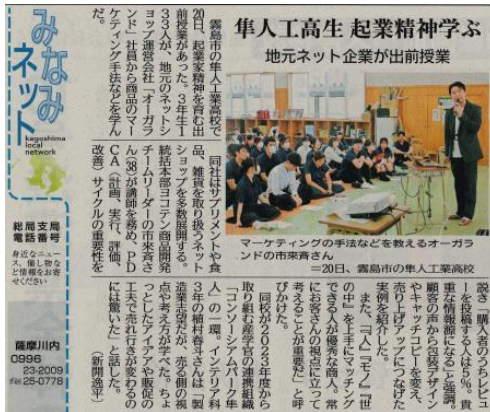 みなみ
ネット
kagoshima
local
network
総局支局
電話番号
身近なニュー
ス、催し物な
ど情報をお寄
せください
薩摩川内
0996
23-2009
FAX 25-0778
隼人工高生 起業精神学ぶ
地元ネット企業が出前授業
霧島市の隼人工業高校で
20日、起業家精神を育む出
前授業があった。3年生1
33人が、地元のネットシ
ョップ運営会社「オーガラ
ンド」社員から商品のマー
ケティング手法などを学ん
だ。
同社はサプリメントや食
品、雑貨を取り扱うネット
ショップを多数展開する。
統括本部ヨコテン商品開発
チームリーダーの市来斉さ
ん(38)が講師を務め、PD
CA(計画、実行、評価、
改善)サイクルの重要性を
説き「購入者のうちレビュ
ーを投稿する人は5%。貴
重な情報源になる」と強調。
顧客の声から包装デザイン
やキャッチコピーを変え、
売り上げアップにつなげた
実例を紹介した。
また、「『人』『モノ』『世
の中』を上手にマッチング
できる人が優秀な商人。常
にお客さんの視点に立って
考えることが重要だ」と呼
びかけた。
同校が2023年度から
取り組む産学官の連携組織
「コンソーシアムパーク隼
人」の一環。インテリア科
3年の植村春斗さんは「製
造業志望だが、売る側の視
点や考え方が学べた。ちょ
っとしたアイデアや販促の
工夫で売れ行きが変わるの
には驚いた」と話した。
(新開逸平)
マーケティングの手法などを教えるオーガラ
ンドの市来斉さん
=20日、霧島市の隼人工業高校